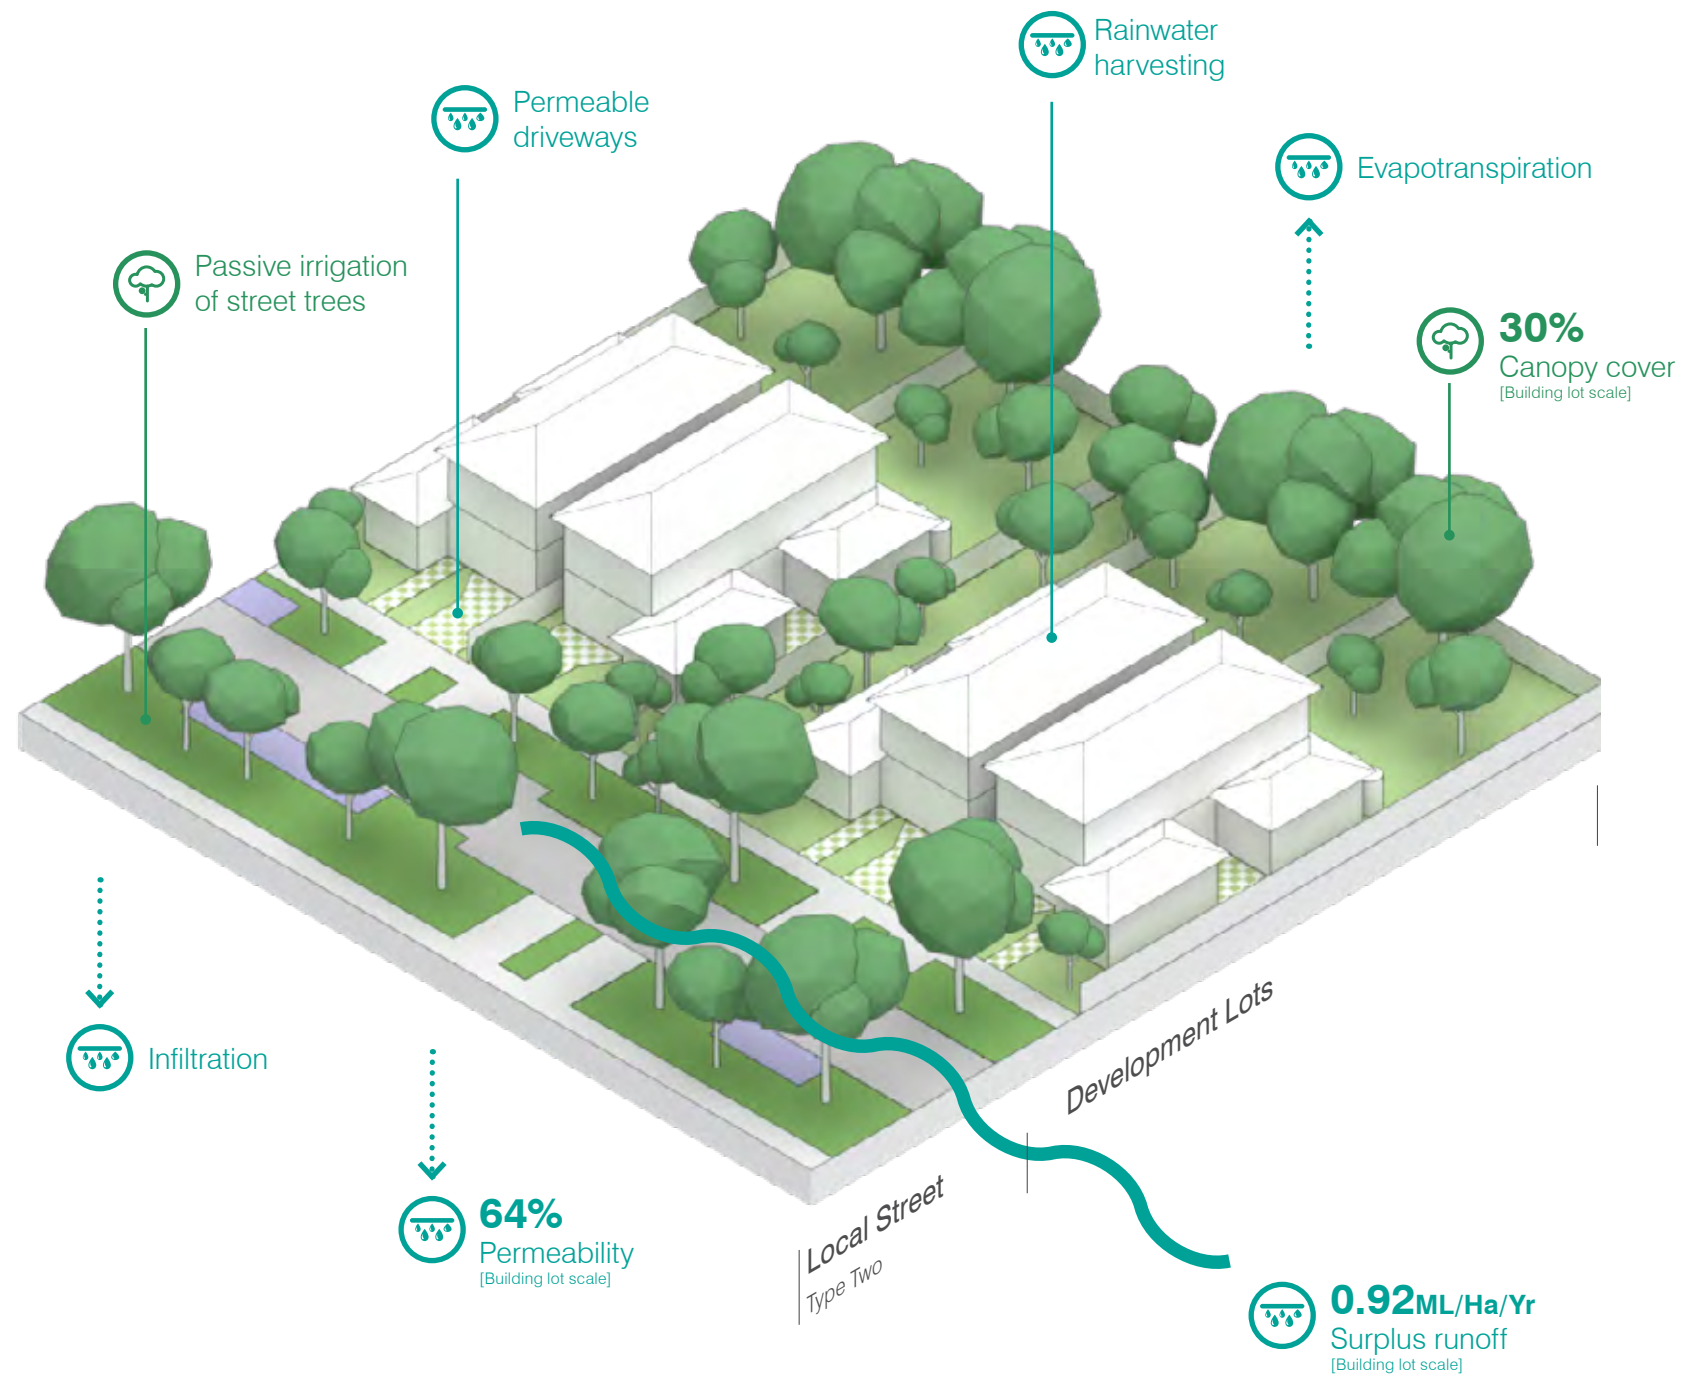 Rainwater
harvesting
Permeable
driveways
Evapotranspiration
Passive irrigation
of street trees
30%
Canopy cover
[Building lot scale]
Infiltration
Development Lots
64%
Permeability
[Building lot scale]
Local Street
Type Two
0.92ML/Ha/Yr
Surplus runoff
[Building lot scale]